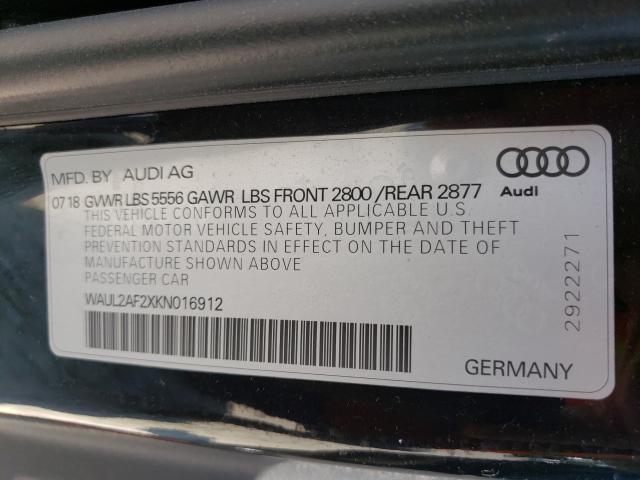 MFD. BY AUDI AG
07 18 GVWR LBS 5556 GAWR LBS FRONT 2800 /REAR 2877
THIS VEHICLE CONFORMS TO ALL APPLICABLE U.S.
FEDERAL MOTOR VEHICLE SAFETY, BUMPER AND THEFT
PREVENTION STANDARDS IN EFFECT ON THE DATE OF
MANUFACTURE SHOWN ABOVE
PASSENGER CAR
WAUL2AF2XKN016912
Audi
2922271
GERMANY